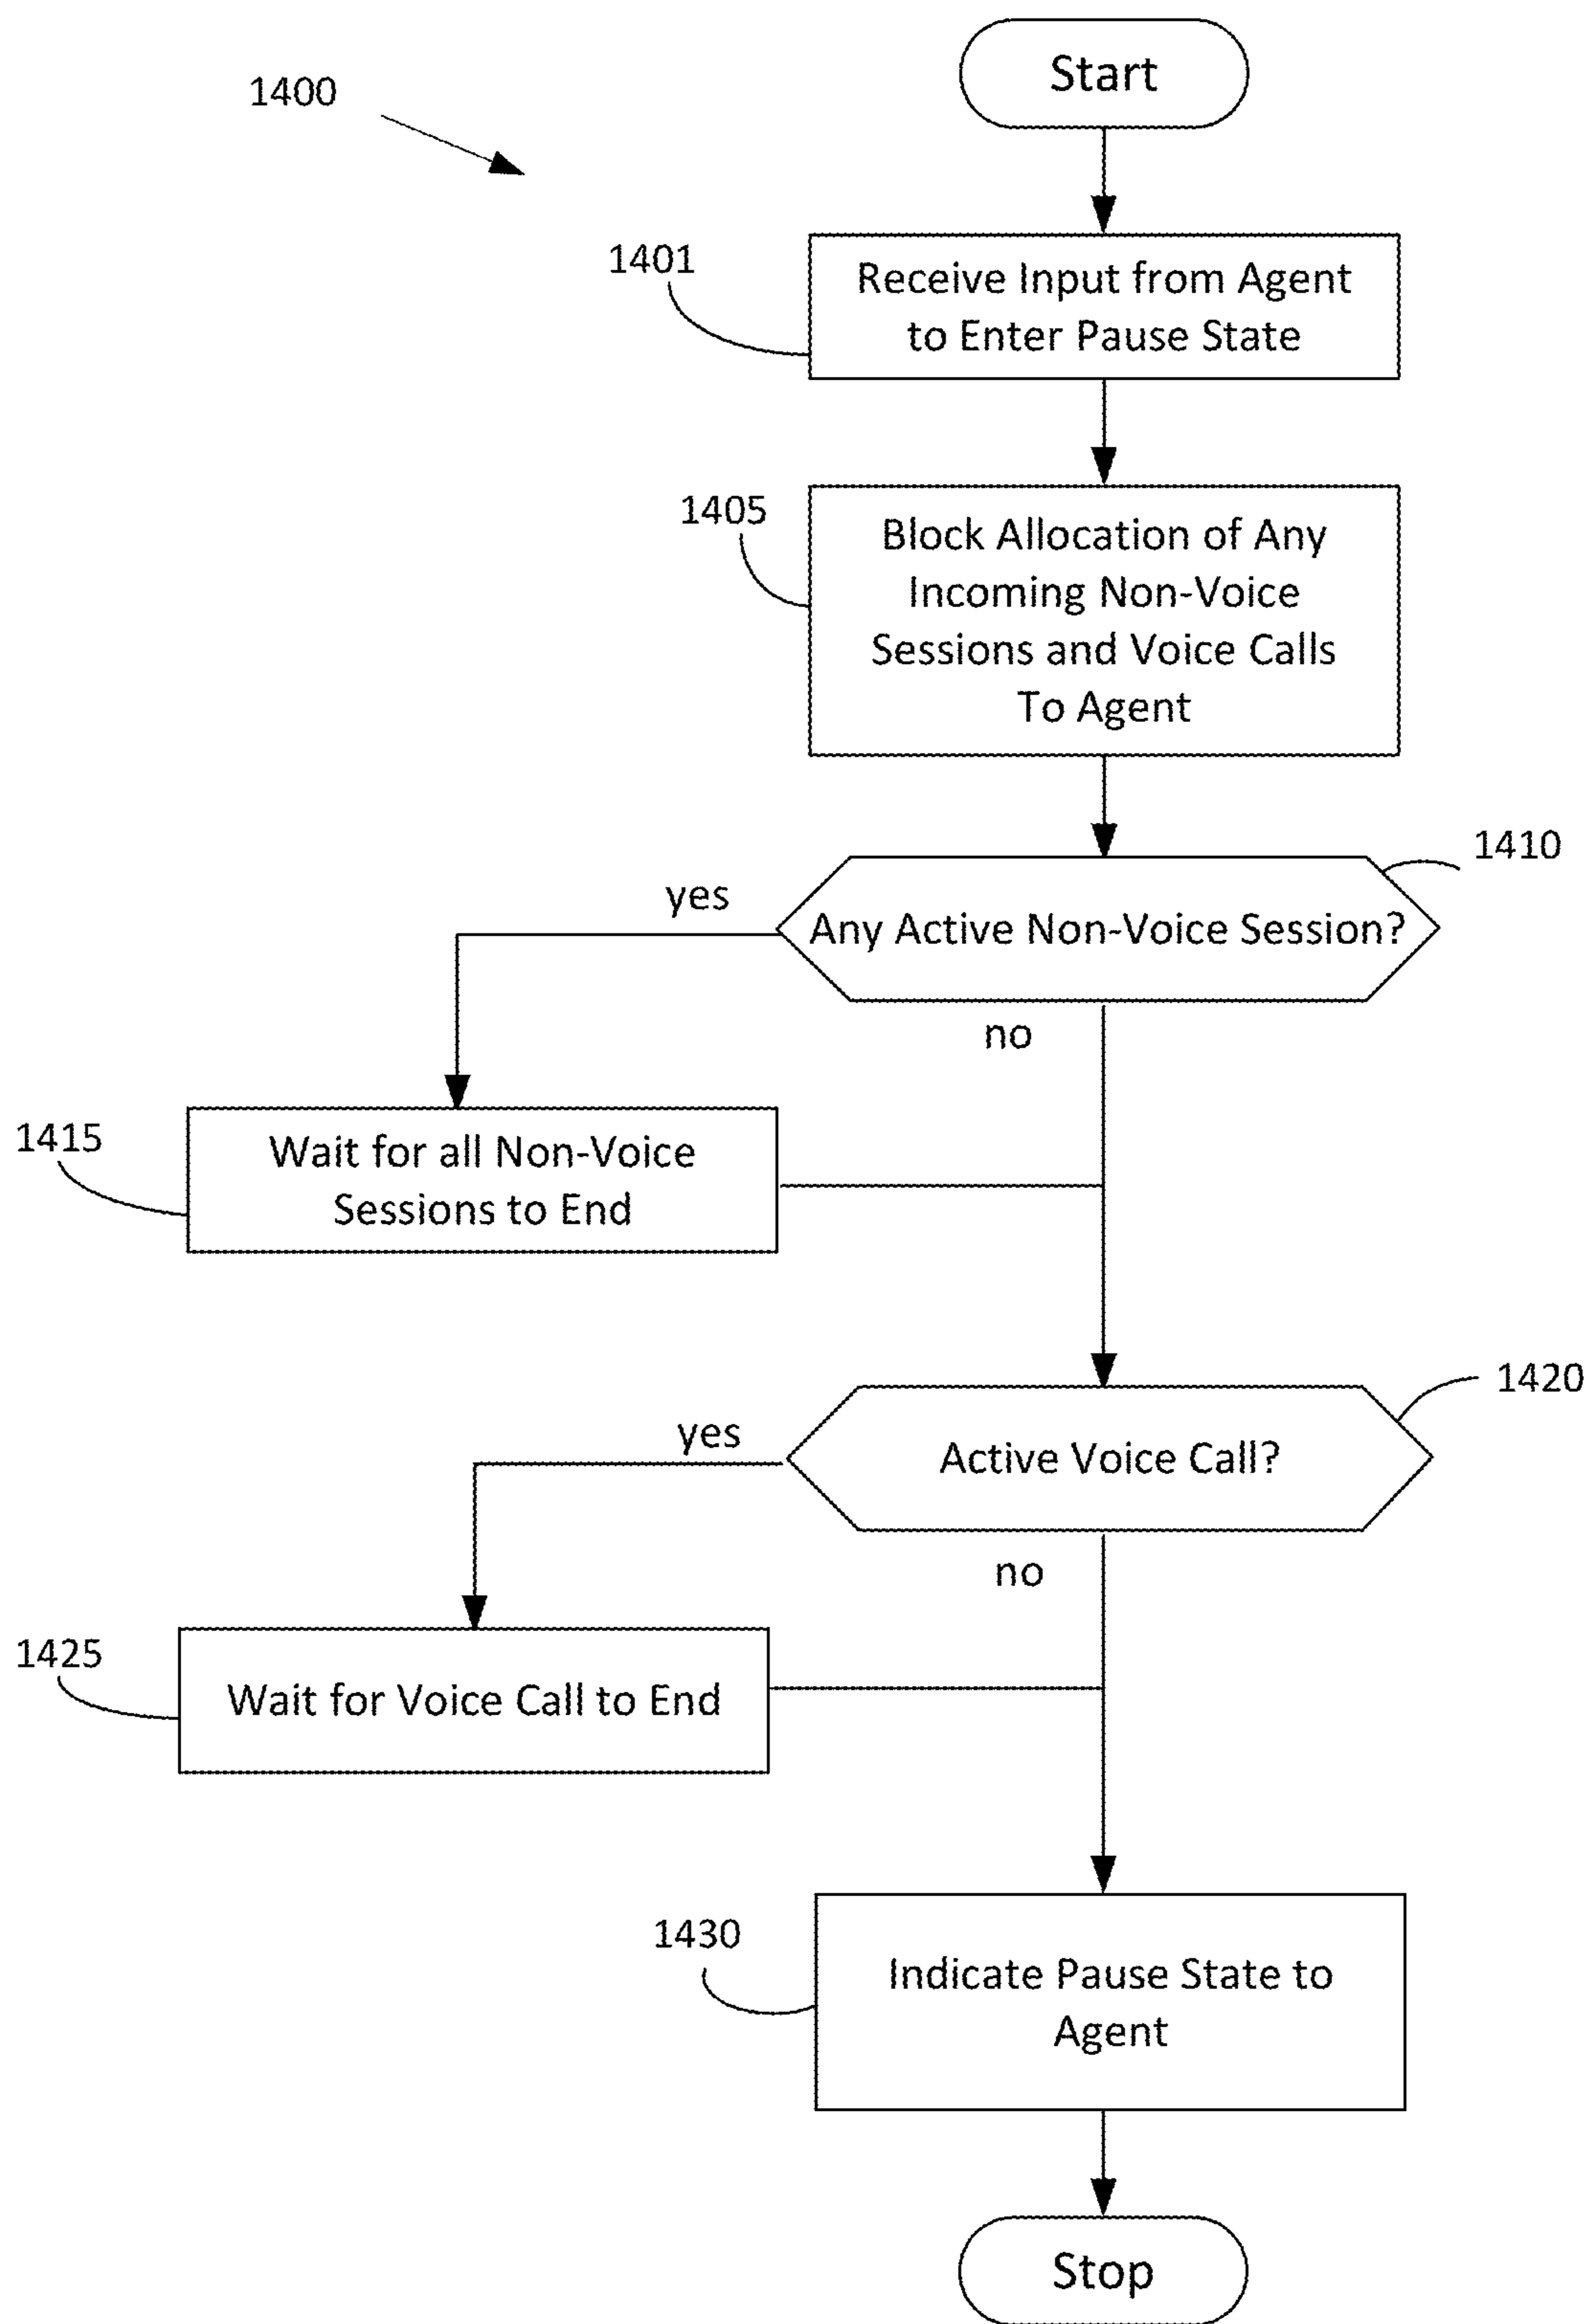 Start
1400
1401
Receive Input from Agent
to Enter Pause State
1405
Block Allocation of Any
Incoming Non-Voice
Sessions and Voice Calls
To Agent
1410
yes
Any Active Non-Voice Session?
no
1415
Wait for all Non-Voice
Sessions to End
1420
yes
Active Voice Call?
no
1425
Wait for Voice Call to End
1430
Indicate Pause State to
Agent
Stop